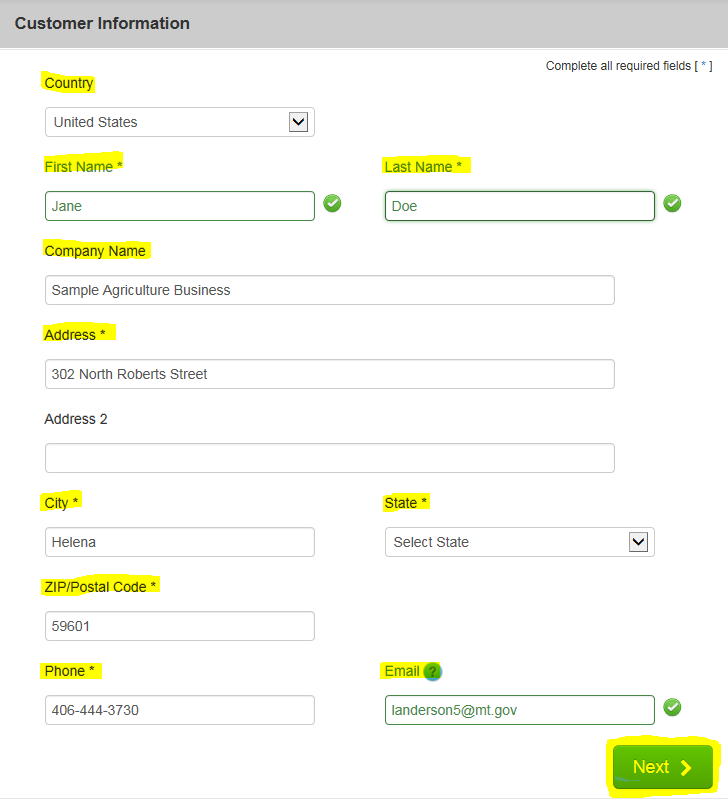 Customer Information
Complete all required fields [ * ]
Country
United States
First Name * Last Name *
Jane Doe
Company Name
Sample Agriculture Business
Address *
302 North Roberts Street
Address 2
City * State *
Helena Select State
ZIP/Postal Code *
59601
Phone * Email ?
406-444-3730 landerson5@mt.gov
Next